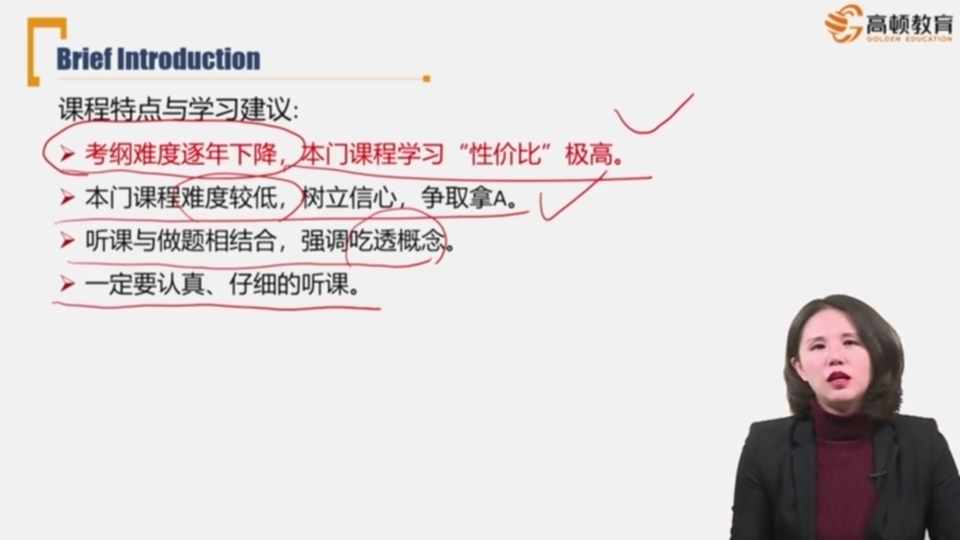 高顿教育
GOLDEN EDUCATION
Brief Introduction
课程特点与学习建议:
考纲难度逐年下降，本门课程学习“性价比”极高。
本门课程难度较低，树立信心，争取拿A。
听课与做题相结合，强调吃透概念。
一定要认真、仔细的听课。